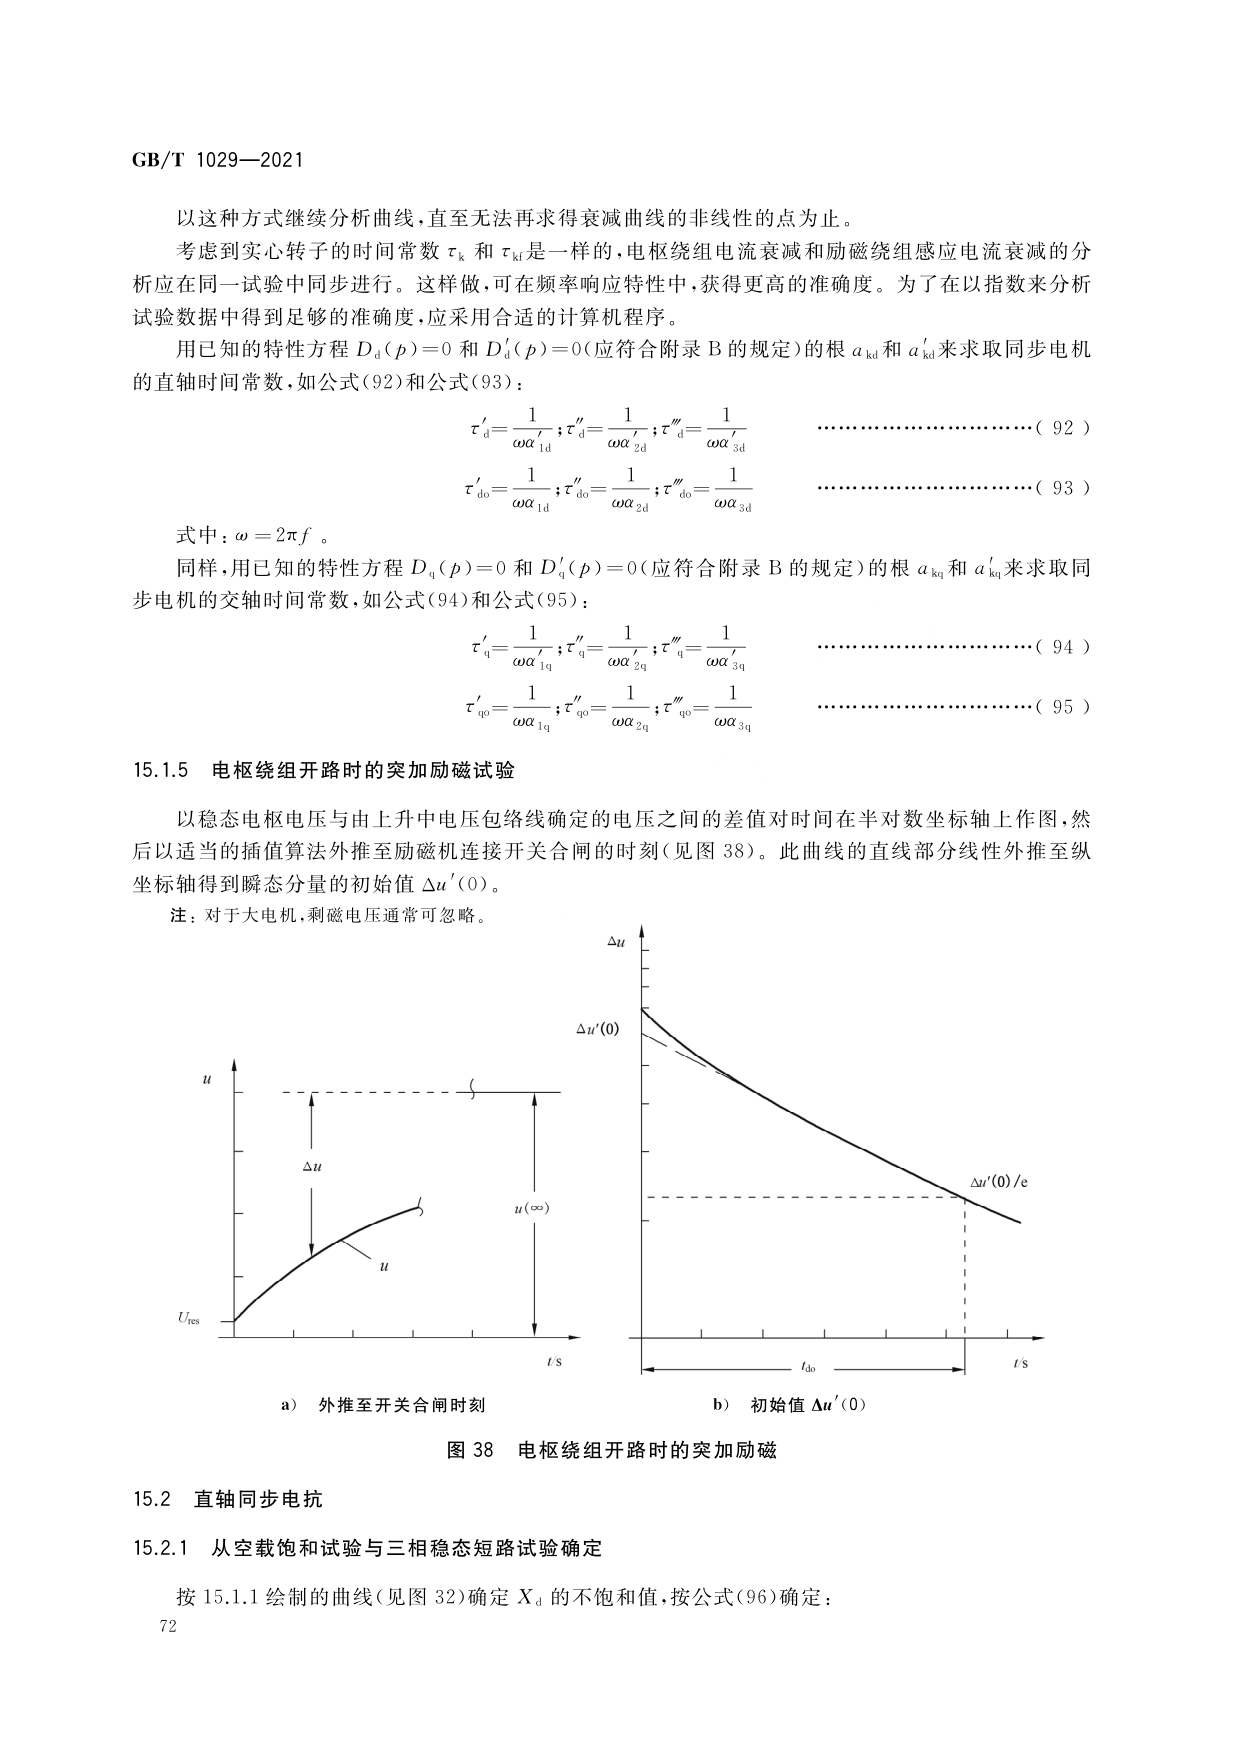 GB/T 1029—2021
以这种方式继续分析曲线,直至无法再求得衰减曲线的非线性的点为止。
考虑到实心转子的时间常数 τk 和 τkf是一样的,电枢绕组电流衰减和励磁绕组感应电流衰减的分
析应在同一试验中同步进行。这样做,可在频率响应特性中,获得更高的准确度。为了在以指数来分析
试验数据中得到足够的准确度,应采用合适的计算机程序。
用已知的特性方程 Dd(p)=0 和 D′d(p)=0(应符合附录 B 的规定)的根 akd和 a′kd来求取同步电机
的直轴时间常数,如公式(92)和公式(93):
τ′d=1/ωα′1d;τ″d=1/ωα′2d;τ‴d=1/ωα′3d …………………………( 92 )
τ′do=1/ωα1d;τ″do=1/ωα2d;τ‴do=1/ωα3d …………………………( 93 )
式中:ω=2πf 。
同样,用已知的特性方程 Dq(p)=0 和 D′q(p)=0(应符合附录 B 的规定)的根 akq和 a′kq来求取同
步电机的交轴时间常数,如公式(94)和公式(95):
τ′q=1/ωα′1q;τ″q=1/ωα′2q;τ‴q=1/ωα′3q …………………………( 94 )
τ′qo=1/ωα1q;τ″qo=1/ωα2q;τ‴qo=1/ωα3q …………………………( 95 )
15.1.5 电枢绕组开路时的突加励磁试验
以稳态电枢电压与由上升中电压包络线确定的电压之间的差值对时间在半对数坐标轴上作图,然
后以适当的插值算法外推至励磁机连接开关合闸的时刻(见图 38)。此曲线的直线部分线性外推至纵
坐标轴得到瞬态分量的初始值 Δu′(0)。
注:对于大电机,剩磁电压通常可忽略。
u
Δu
u(∞)
u
Ures
t/s
a) 外推至开关合闸时刻
Δu
Δu′(0)
Δu′(0)/e
tdo
t/s
b) 初始值 Δu′(0)
图 38 电枢绕组开路时的突加励磁
15.2 直轴同步电抗
15.2.1 从空载饱和试验与三相稳态短路试验确定
按 15.1.1 绘制的曲线(见图 32)确定 Xd 的不饱和值,按公式(96)确定:
72